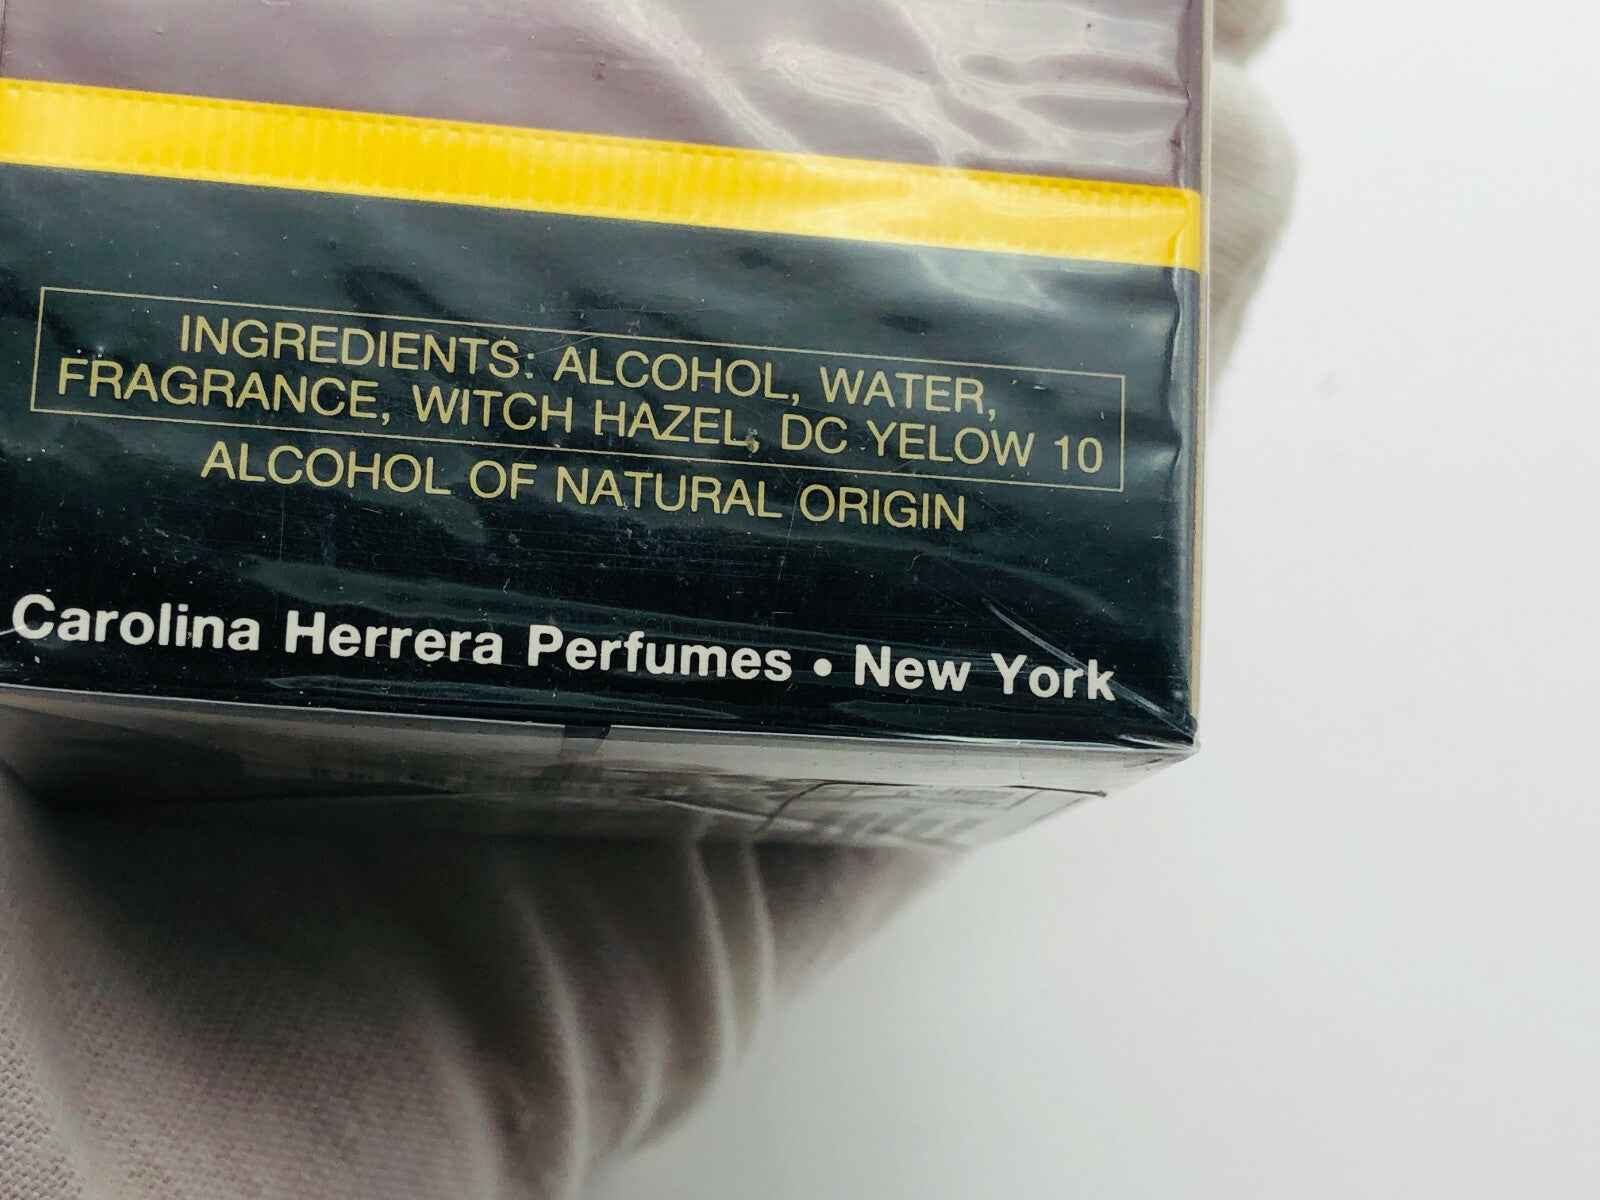 INGREDIENTS: ALCOHOL, WATER,
FRAGRANCE, WITCH HAZEL, DC YELOW 10
ALCOHOL OF NATURAL ORIGIN
Carolina Herrera Perfumes • New York